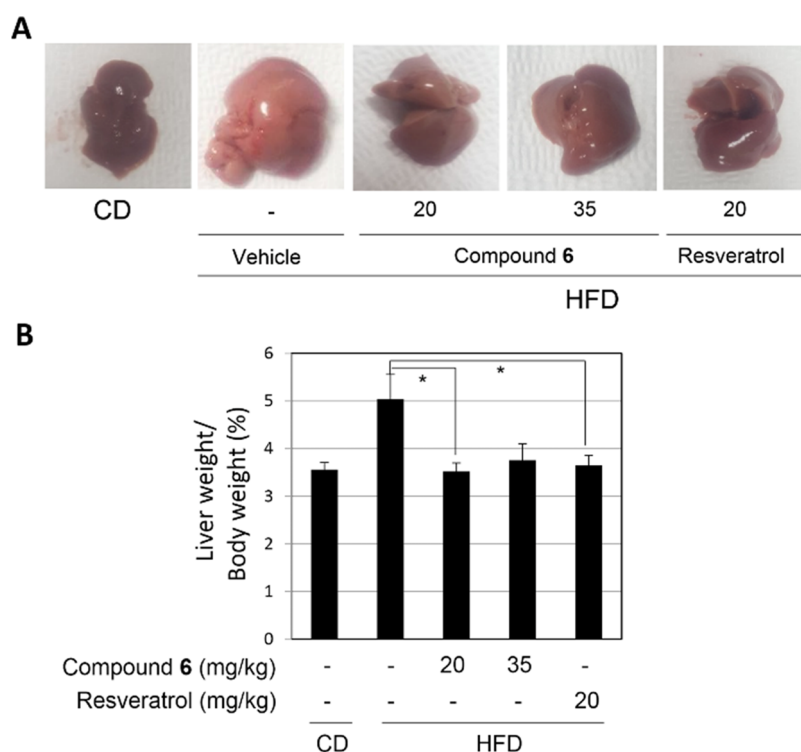 A
CD - 20 35 20
Vehicle Compound 6 Resveratrol
HFD
B
Liver weight/
Body weight (%)
6
5
4
3
2
1
0
* *
Compound 6 (mg/kg) - - 20 35 -
Resveratrol (mg/kg) - - - - 20
CD HFD